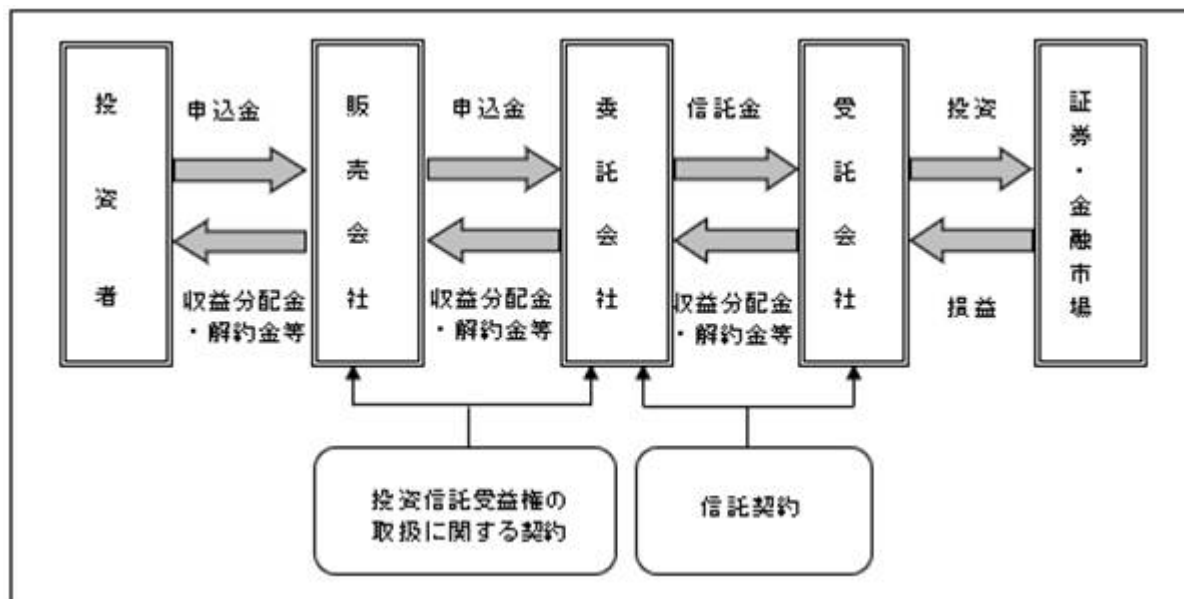 投資者
申込金
収益分配金
・解約金等
販売会社
申込金
収益分配金
・解約金等
委託会社
信託金
収益分配金
・解約金等
受託会社
投資
損益
証券・金融市場
投資信託受益権の
取扱に関する契約
信託契約